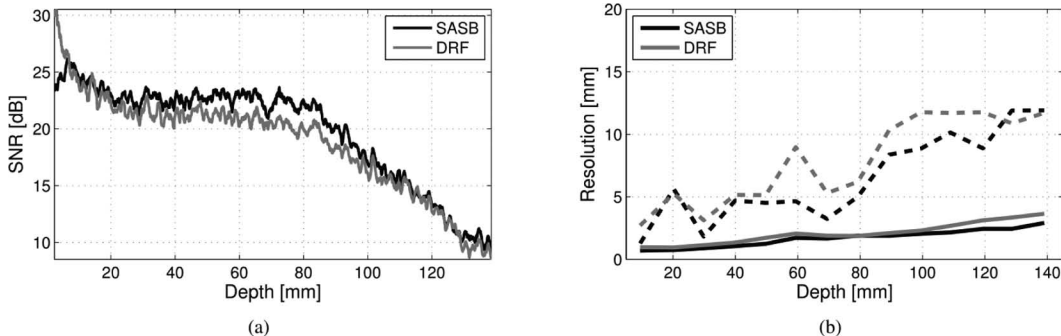 30
25
20
15
10
SNR [dB]
20 40 60 80 100 120
Depth [mm]
SASB
DRF
(a)
20
15
10
5
0
Resolution [mm]
20 40 60 80 100 120 140
Depth [mm]
SASB
DRF
(b)